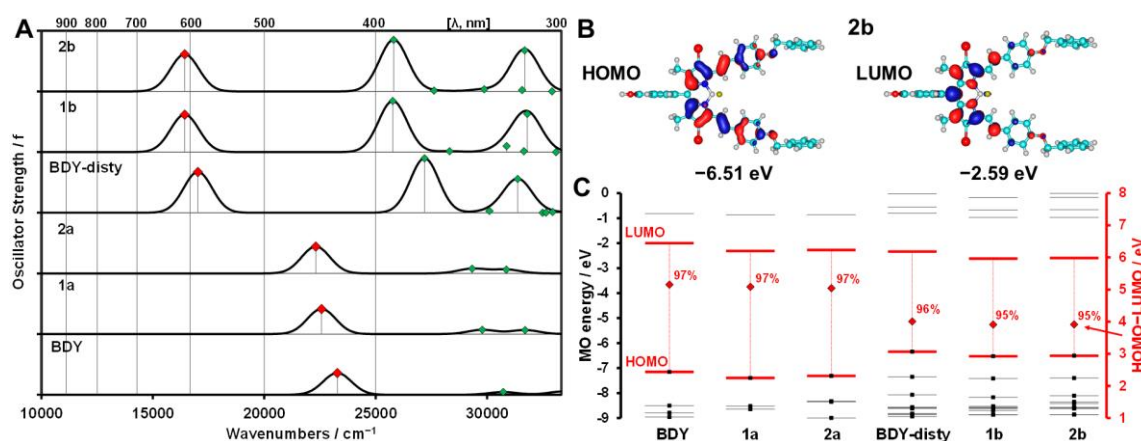 A
900 800 700 600 500 400 [λ, nm] 300
Oscillator Strength / f
2b
1b
BDY-disty
2a
1a
BDY
10000 15000 20000 25000 30000
Wavenumbers / cm⁻¹
B
2b
HOMO
LUMO
−6.51 eV
−2.59 eV
C
MO energy / eV
0
-1
-2
-3
-4
-5
-6
-7
-8
-9
LUMO
HOMO
97% 97% 97% 96% 95% 95%
8
7
6
5
4
3
2
1
HOMO−LUMO / eV
BDY 1a 2a BDY-disty 1b 2b